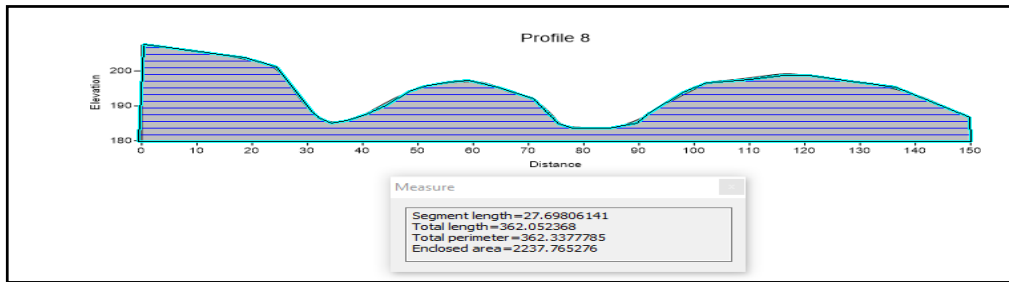 Profile 8
Elevation
200
190
180
0 10 20 30 40 50 60 70 80 90 100 110 120 130 140 150
Distance
Measure
Segment length=27.69806141
Total length=362.052368
Total perimeter=362.3377785
Enclosed area=2237.765276